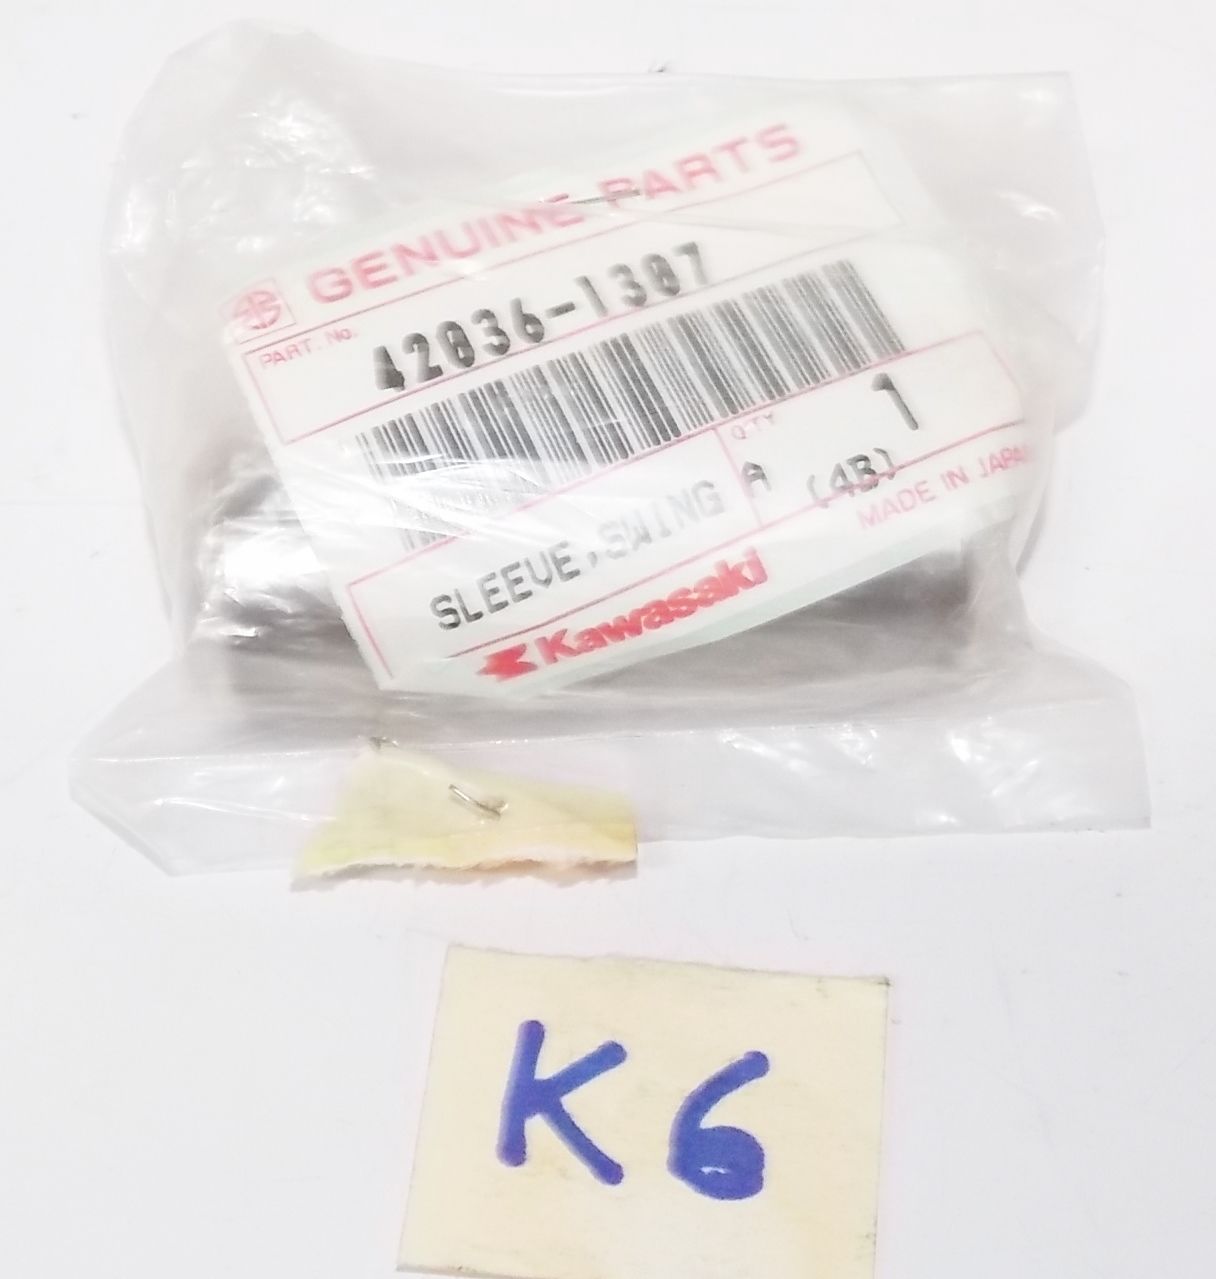 GENUINE PARTS
PART. No.
42036-1307
QTY
1
SLEEVE,SWING A (4B)
MADE IN JAPAN
Kawasaki
K6